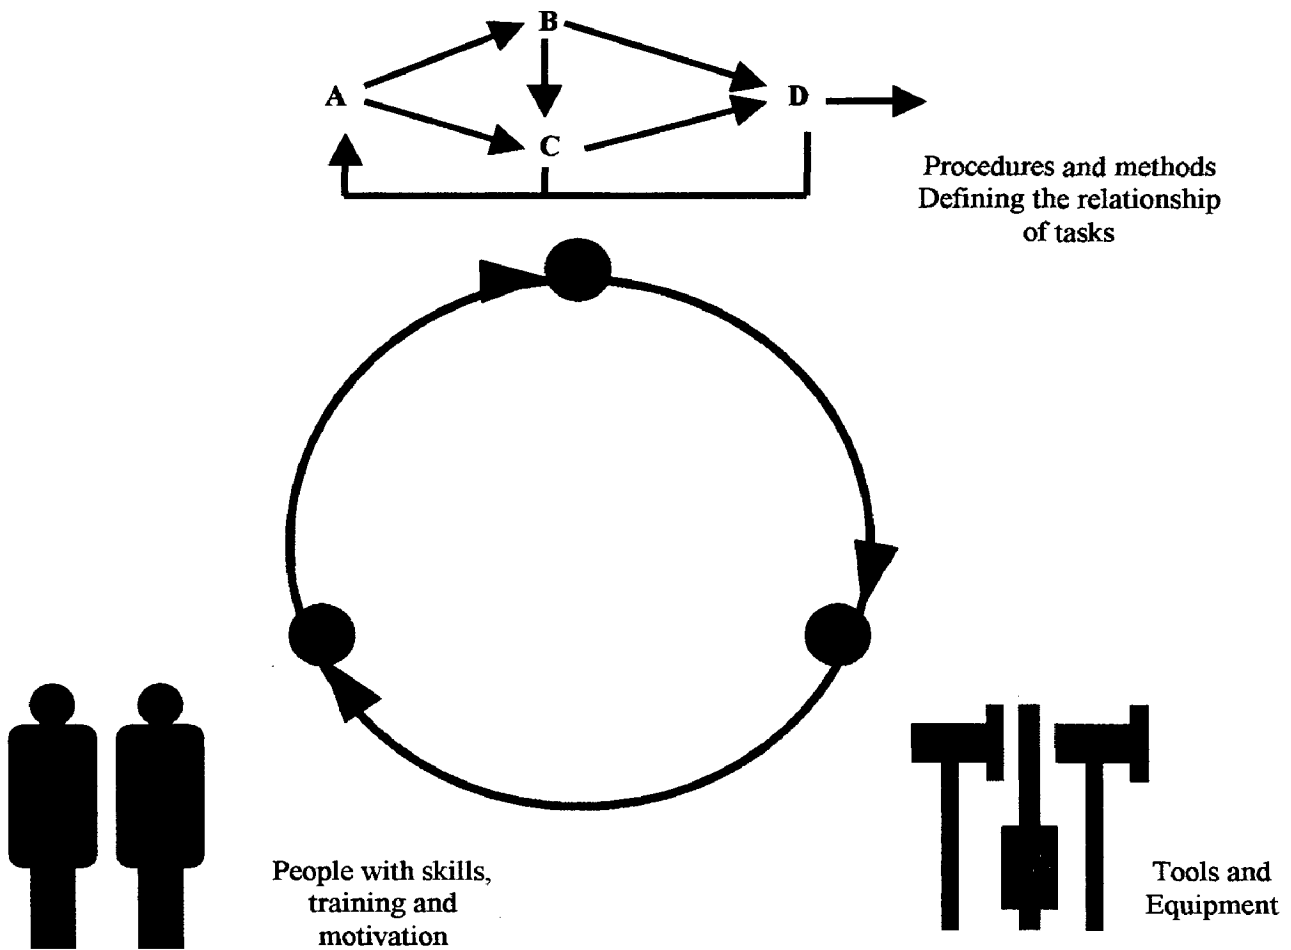 B
A
D
C
Procedures and methods
Defining the relationship
of tasks
People with skills,
training and
motivation
Tools and
Equipment